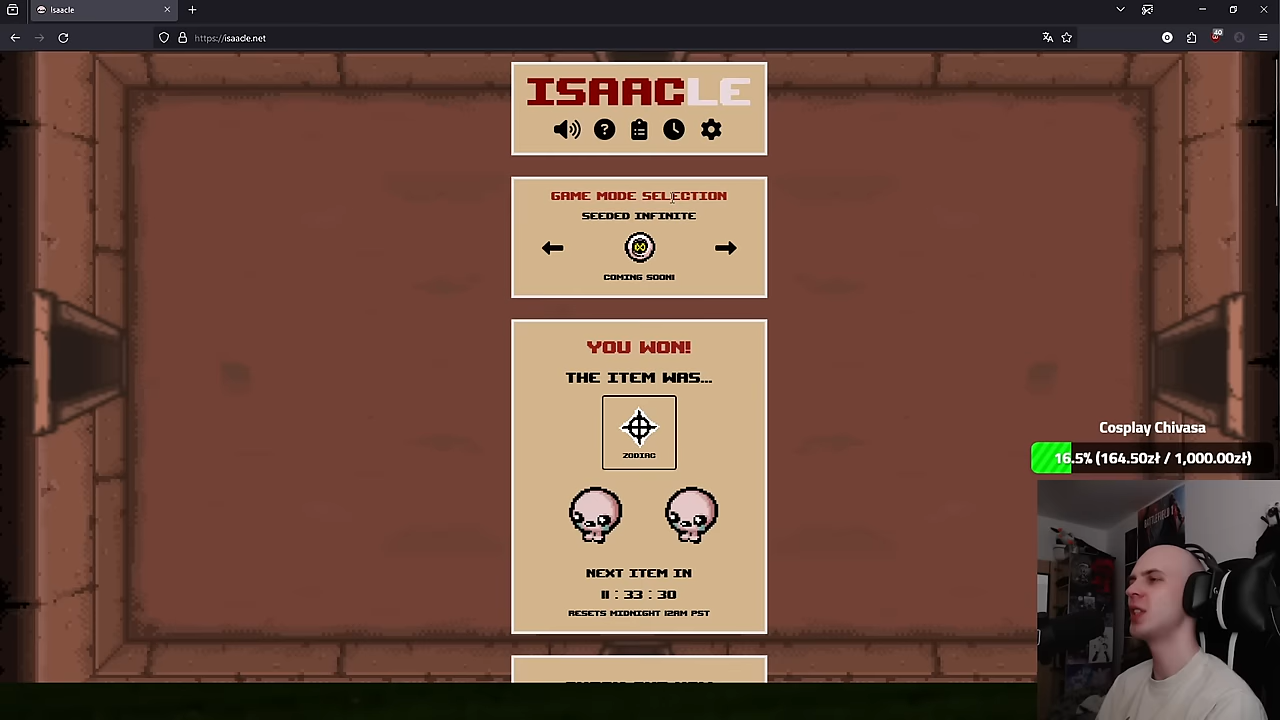 Isaacle
https://isaacle.net
40
ISAACLE
GAME MODE SELECTION
SEEDED INFINITE
COMING SOON!
YOU WON!
THE ITEM WAS...
ZODIAC
NEXT ITEM IN
11 : 33 : 30
RESETS MIDNIGHT 12AM PST
Cosplay Chivasa
16.5% (164.50zł / 1,000.00zł)